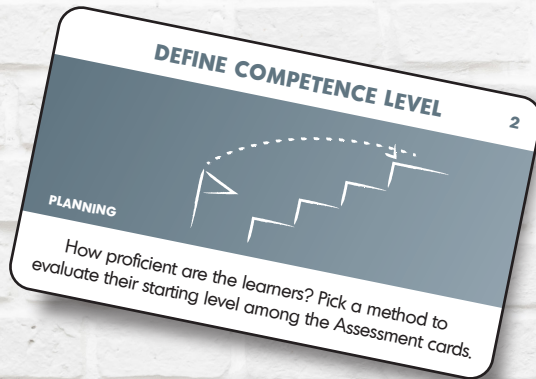 DEFINE COMPETENCE LEVEL
2
PLANNING
How proficient are the learners? Pick a method to
evaluate their starting level among the Assessment cards.